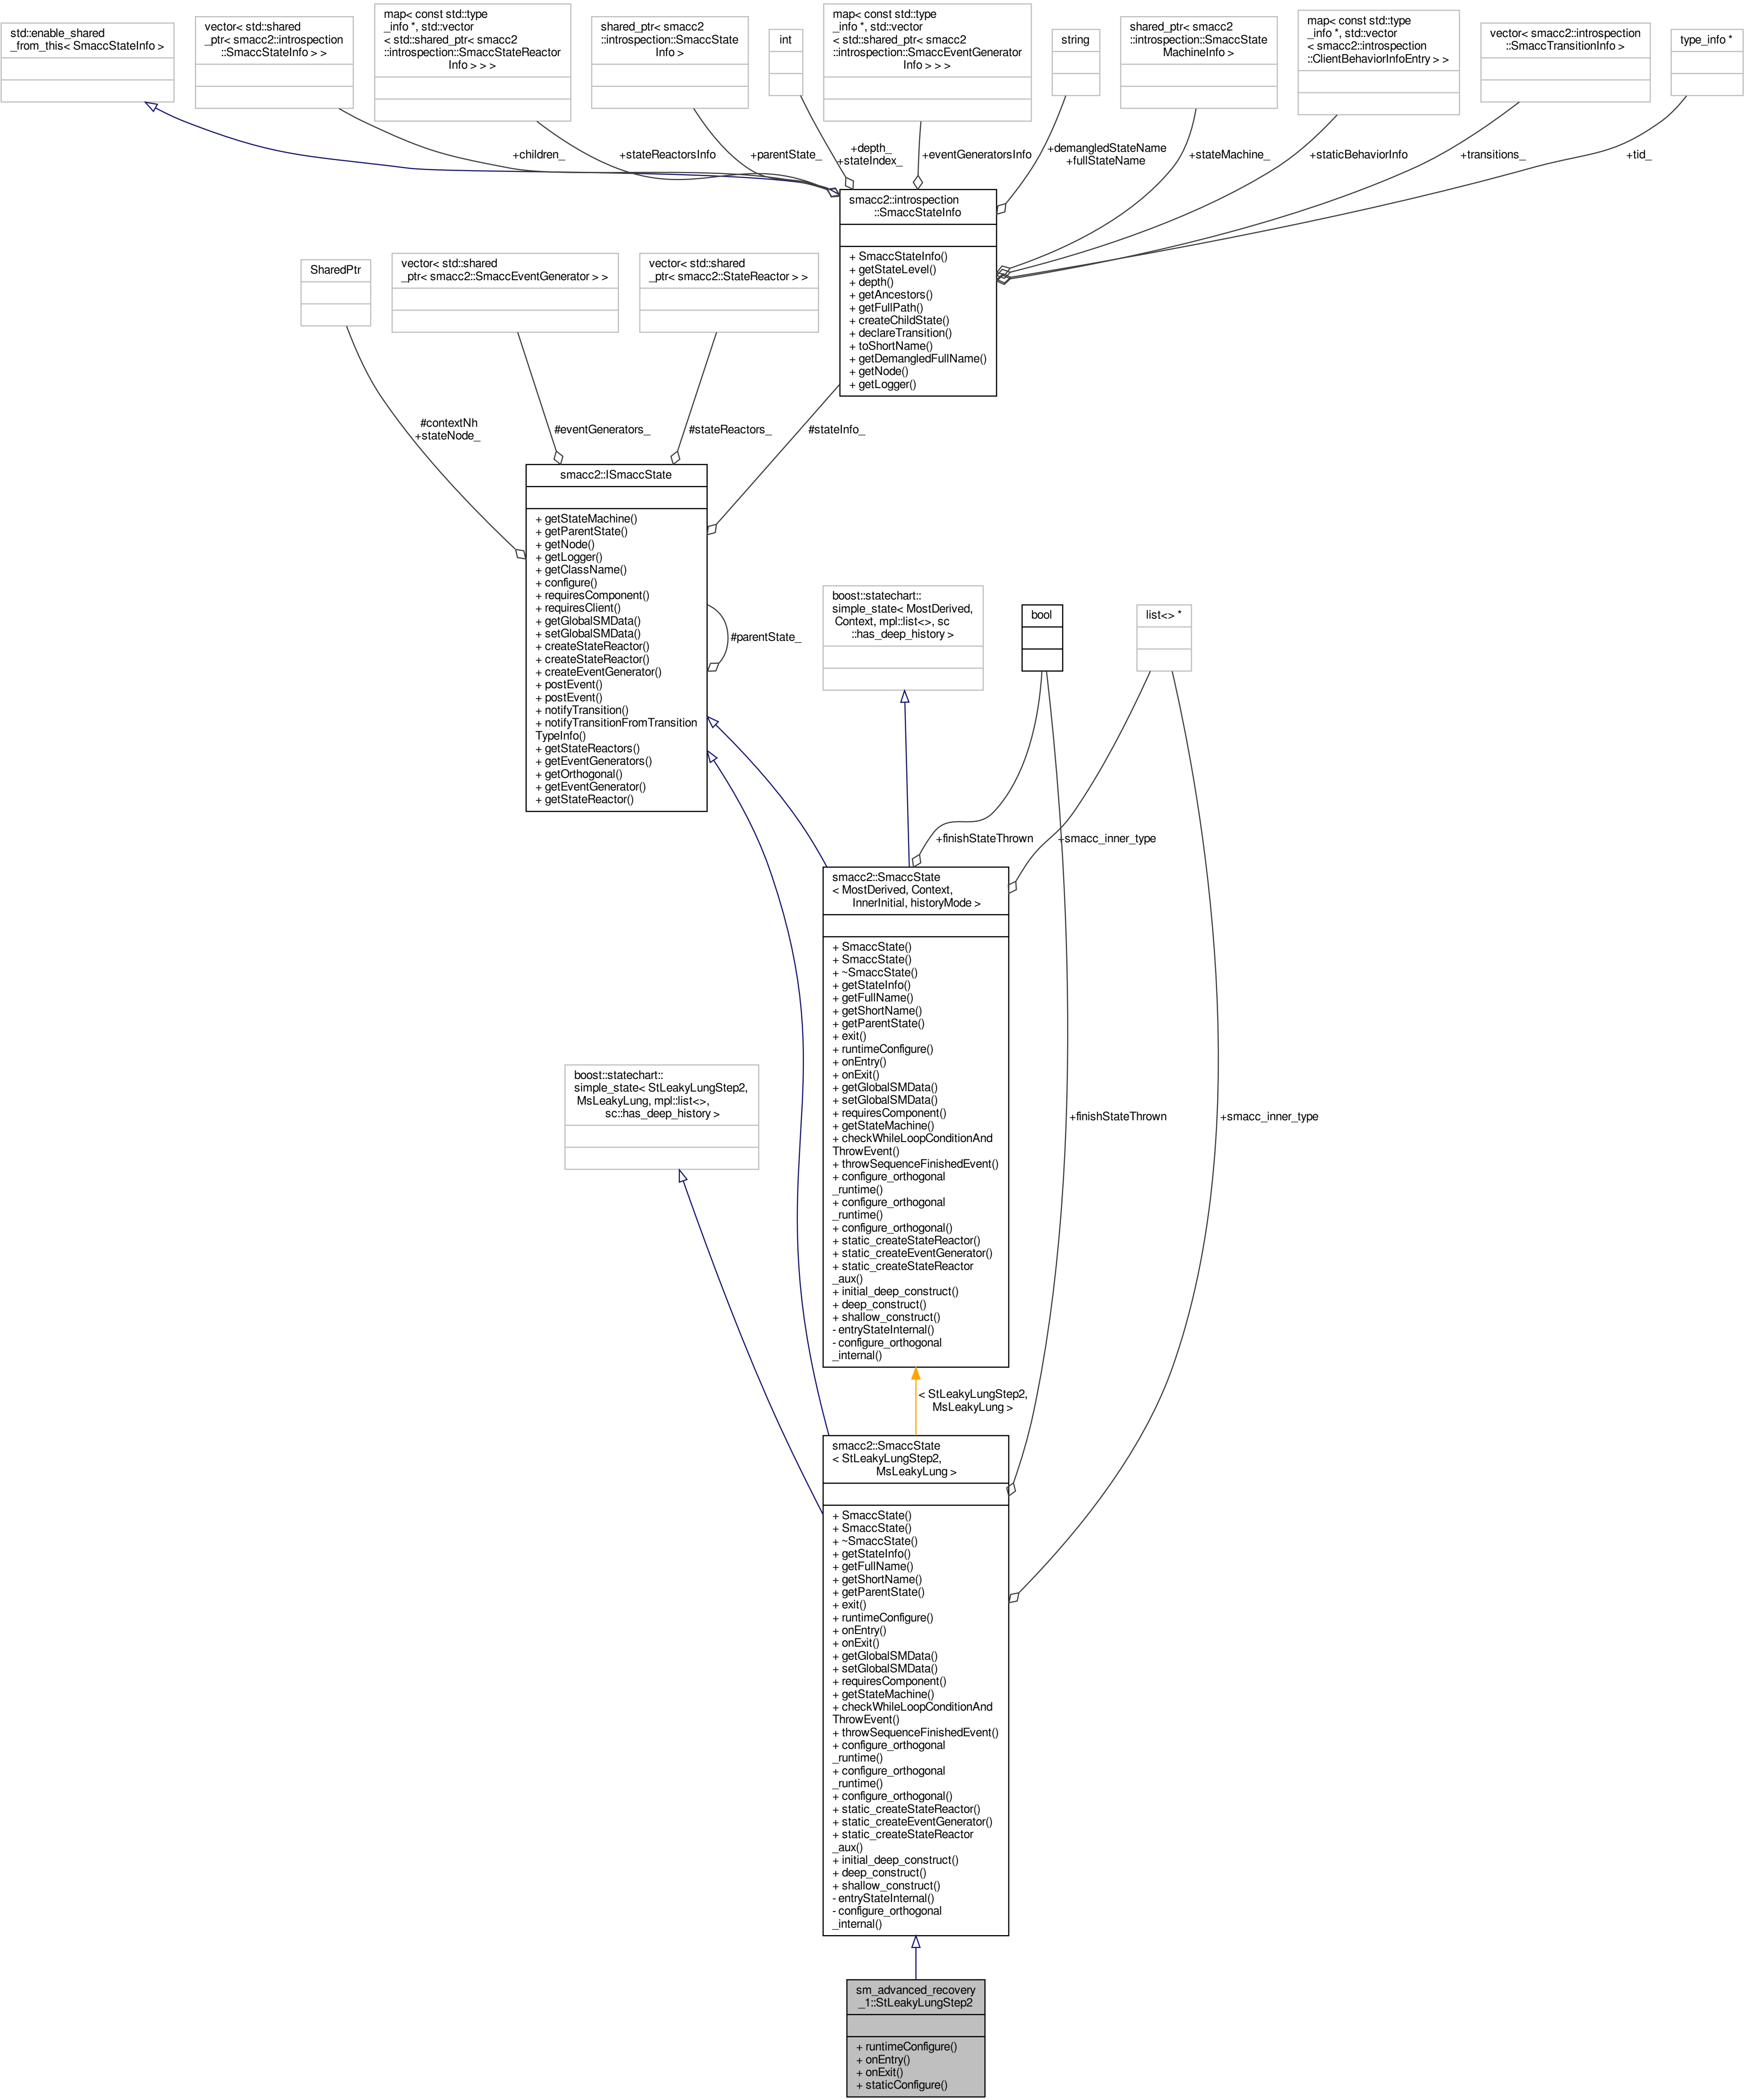 std::enable_shared
_from_this< SmaccStateInfo >
vector< std::shared
_ptr< smacc2::introspection
::SmaccStateInfo > >
map< const std::type
_info *, std::vector
< std::shared_ptr< smacc2
::introspection::SmaccStateReactor
Info > > >
shared_ptr< smacc2
::introspection::SmaccState
Info >
int
map< const std::type
_info *, std::vector
< std::shared_ptr< smacc2
::introspection::SmaccEventGenerator
Info > > >
string
shared_ptr< smacc2
::introspection::SmaccState
MachineInfo >
map< const std::type
_info *, std::vector
< smacc2::introspection
::ClientBehaviorInfoEntry > >
vector< smacc2::introspection
::SmaccTransitionInfo >
type_info *
+children_
+stateReactorsInfo
+parentState_
+depth_
+stateIndex_
+eventGeneratorsInfo
+demangledStateName
+fullStateName
+stateMachine_
+staticBehaviorInfo
+transitions_
+tid_
smacc2::introspection
::SmaccStateInfo
+ SmaccStateInfo()
+ getStateLevel()
+ depth()
+ getAncestors()
+ getFullPath()
+ createChildState()
+ declareTransition()
+ toShortName()
+ getDemangledFullName()
+ getNode()
+ getLogger()
SharedPtr
vector< std::shared
_ptr< smacc2::SmaccEventGenerator > >
vector< std::shared
_ptr< smacc2::StateReactor > >
#contextNh
+stateNode_
#eventGenerators_
#stateReactors_
#stateInfo_
smacc2::ISmaccState
+ getStateMachine()
+ getParentState()
+ getNode()
+ getLogger()
+ getClassName()
+ configure()
+ requiresComponent()
+ requiresClient()
+ getGlobalSMData()
+ setGlobalSMData()
+ createStateReactor()
+ createStateReactor()
+ createEventGenerator()
+ postEvent()
+ postEvent()
+ notifyTransition()
+ notifyTransitionFromTransition
TypeInfo()
+ getStateReactors()
+ getEventGenerators()
+ getOrthogonal()
+ getEventGenerator()
+ getStateReactor()
#parentState_
boost::statechart::
simple_state< MostDerived,
Context, mpl::list<>, sc
::has_deep_history >
bool
list<> *
+finishStateThrown
+smacc_inner_type
smacc2::SmaccState
< MostDerived, Context,
InnerInitial, historyMode >
+ SmaccState()
+ SmaccState()
+ ~SmaccState()
+ getStateInfo()
+ getFullName()
+ getShortName()
+ getParentState()
+ exit()
+ runtimeConfigure()
+ onEntry()
+ onExit()
+ getGlobalSMData()
+ setGlobalSMData()
+ requiresComponent()
+ getStateMachine()
+ checkWhileLoopConditionAnd
ThrowEvent()
+ throwSequenceFinishedEvent()
+ configure_orthogonal
_runtime()
+ configure_orthogonal
_runtime()
+ configure_orthogonal()
+ static_createStateReactor()
+ static_createEventGenerator()
+ static_createStateReactor
_aux()
+ initial_deep_construct()
+ deep_construct()
+ shallow_construct()
- entryStateInternal()
- configure_orthogonal
_internal()
boost::statechart::
simple_state< StLeakyLungStep2,
MsLeakyLung, mpl::list<>,
sc::has_deep_history >
+finishStateThrown
+smacc_inner_type
< StLeakyLungStep2,
MsLeakyLung >
smacc2::SmaccState
< StLeakyLungStep2,
MsLeakyLung >
+ SmaccState()
+ SmaccState()
+ ~SmaccState()
+ getStateInfo()
+ getFullName()
+ getShortName()
+ getParentState()
+ exit()
+ runtimeConfigure()
+ onEntry()
+ onExit()
+ getGlobalSMData()
+ setGlobalSMData()
+ requiresComponent()
+ getStateMachine()
+ checkWhileLoopConditionAnd
ThrowEvent()
+ throwSequenceFinishedEvent()
+ configure_orthogonal
_runtime()
+ configure_orthogonal
_runtime()
+ configure_orthogonal()
+ static_createStateReactor()
+ static_createEventGenerator()
+ static_createStateReactor
_aux()
+ initial_deep_construct()
+ deep_construct()
+ shallow_construct()
- entryStateInternal()
- configure_orthogonal
_internal()
sm_advanced_recovery
_1::StLeakyLungStep2
+ runtimeConfigure()
+ onEntry()
+ onExit()
+ staticConfigure()